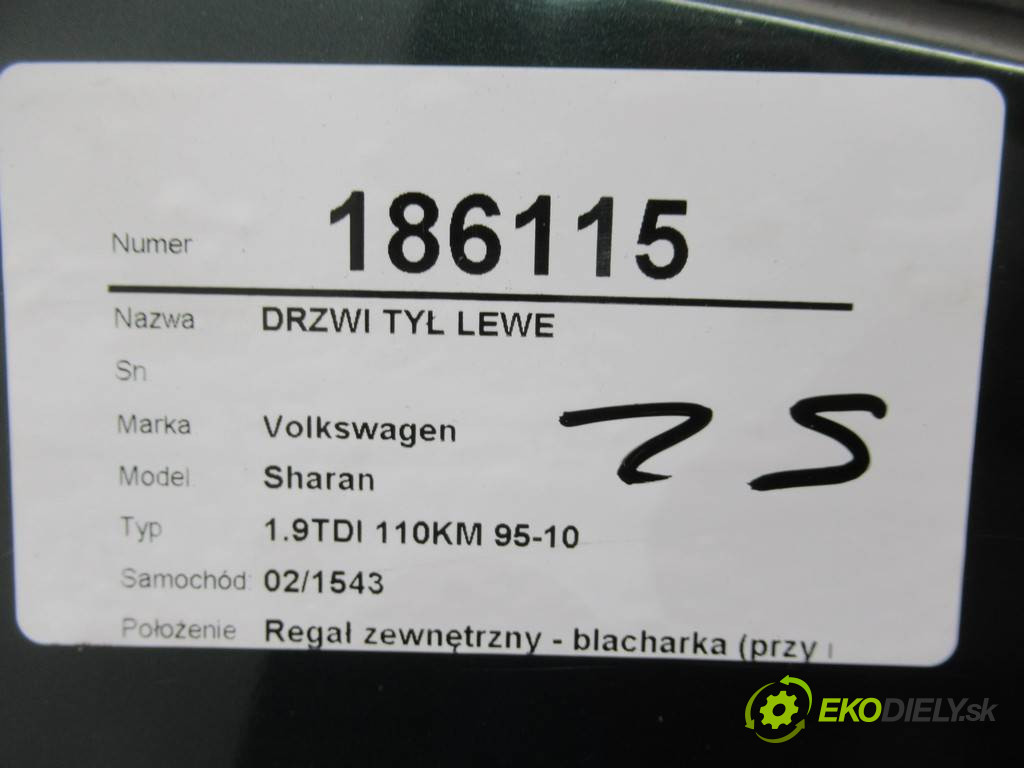 Numer 186115
Nazwa DRZWI TYŁ LEWE
Sn
Marka Volkswagen
Model Sharan
Typ 1.9TDI 110KM 95-10
Samochód 02/1543
Położenie Regał zewnętrzny - blacharka (przy
EKODIELY.sk